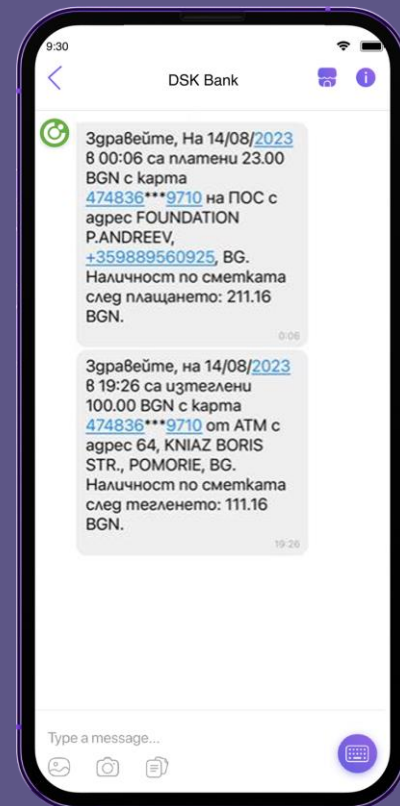 9:30
DSK Bank
Здравейте, На 14/08/2023
в 00:06 са платени 23.00
BGN с карта
474836***9710 на ПОС с
адрес FOUNDATION
P.ANDREEV,
+359889560925, BG.
Наличност по сметката
след плащането: 211.16
BGN.
0:06
Здравейте, на 14/08/2023
в 19:26 са изтеглени
100.00 BGN с карта
474836***9710 от АТМ с
адрес 64, KNIAZ BORIS
STR., POMORIE, BG.
Наличност по сметката
след тегленето: 111.16
BGN.
19:26
Type a message...